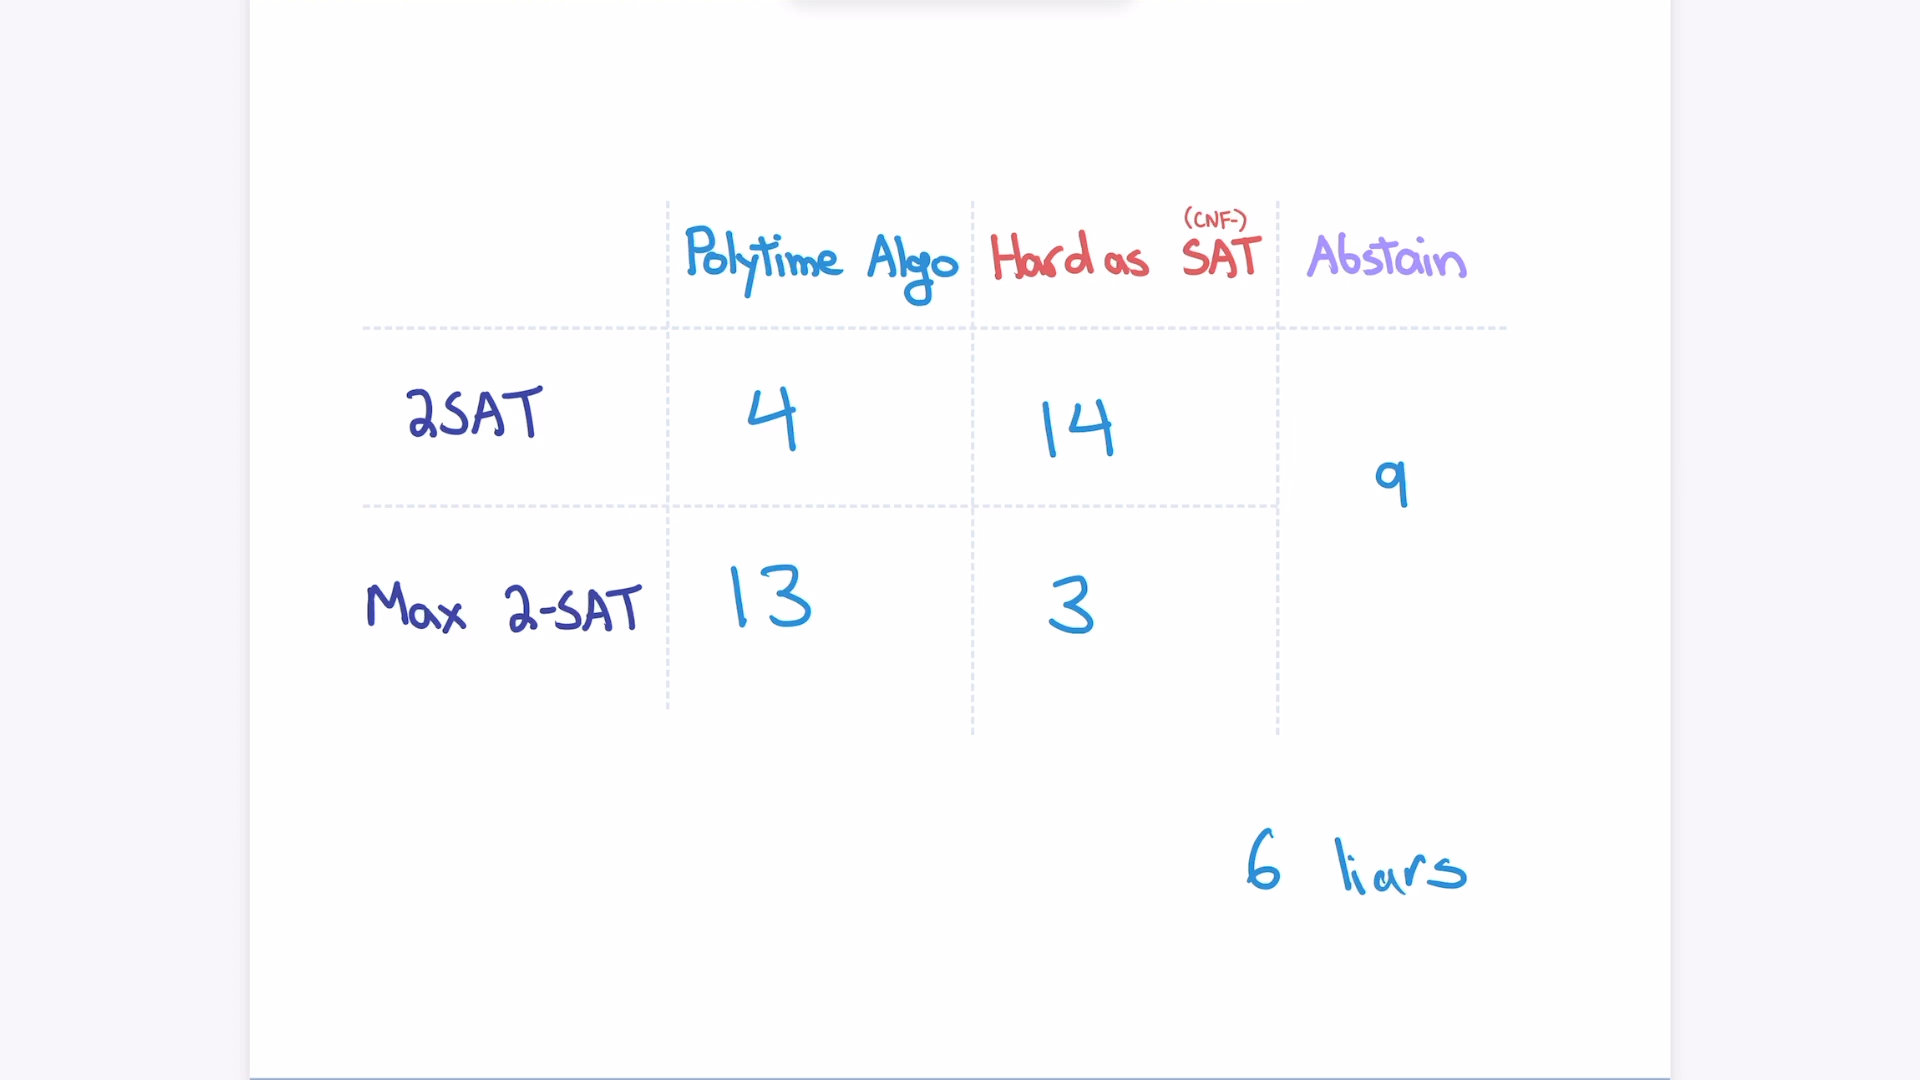 (CNF-)
Polytime Algo Hard as SAT Abstain
2SAT 4 14
9
Max 2-SAT 13 3
6 liars